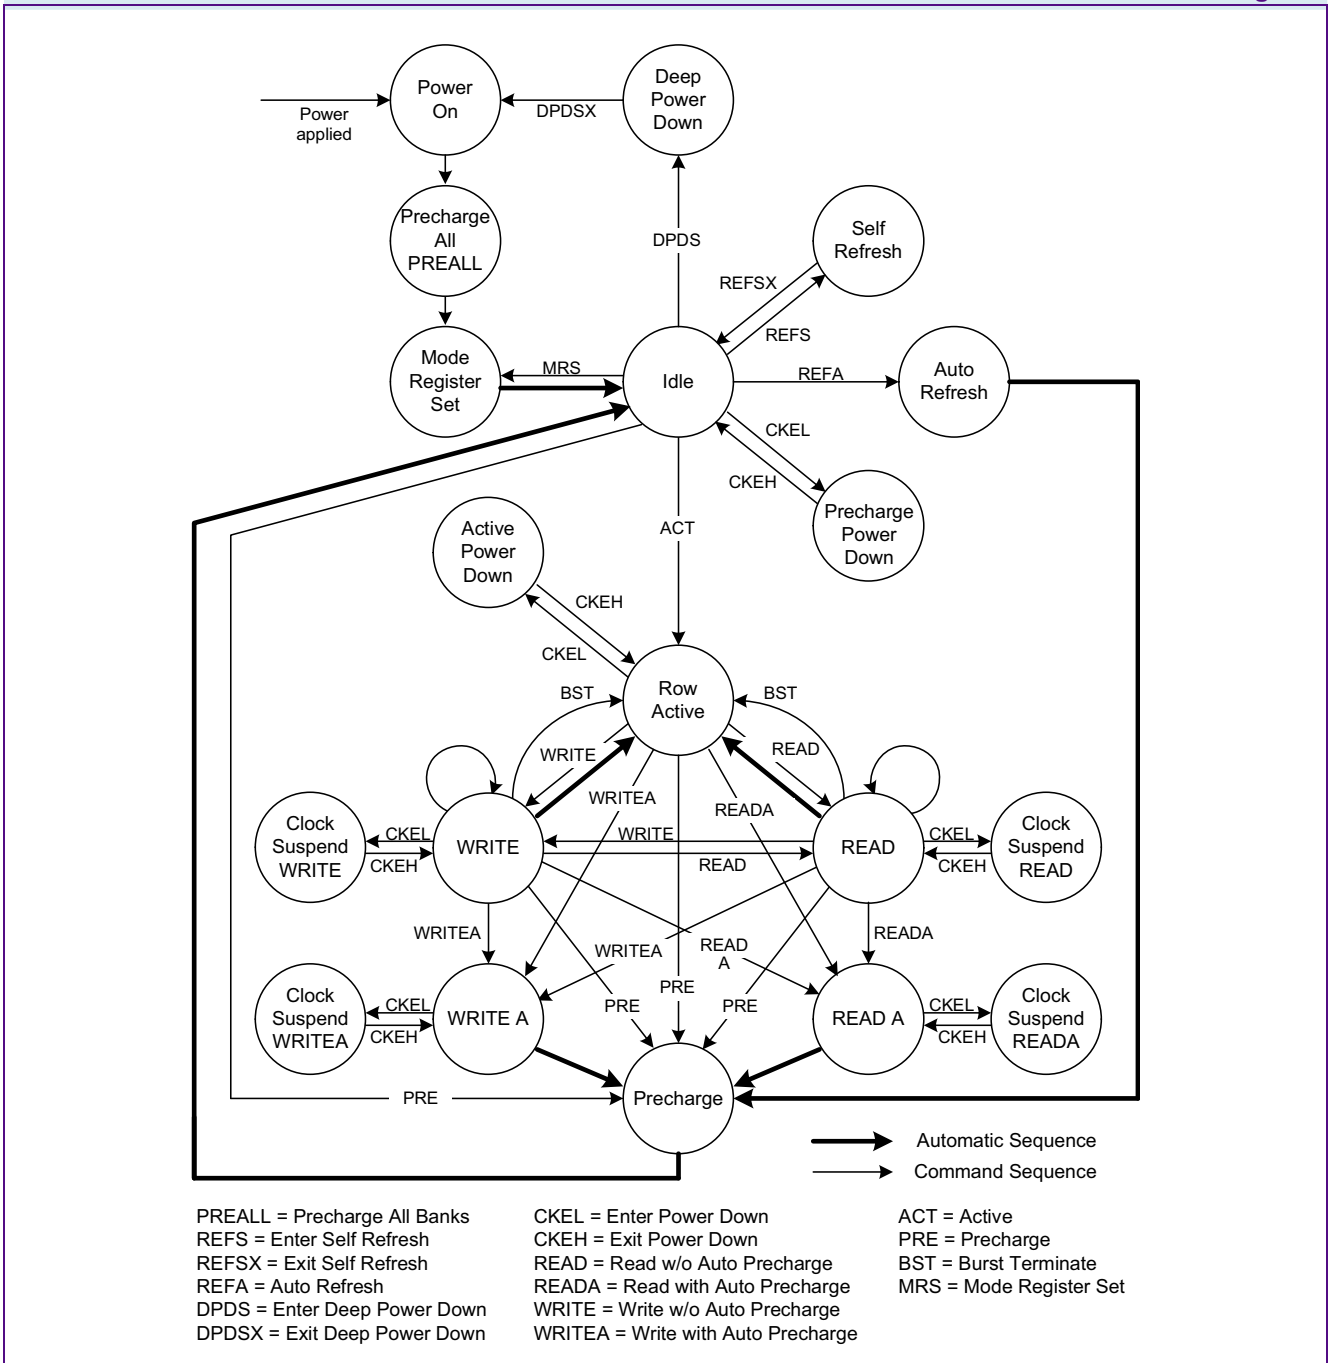 Power
On
Deep
Power
Down
Power
applied
DPDSX
Precharge
All
PREALL
DPDS
Self
Refresh
REFSX
REFS
Mode
Register
Set
MRS
Idle
REFA
Auto
Refresh
CKEL
CKEH
Precharge
Power
Down
ACT
Active
Power
Down
CKEH
CKEL
BST
Row
Active
BST
WRITE
READ
WRITEA
READA
Clock
Suspend
WRITE
CKEL
CKEH
WRITE
WRITE
READ
READ
CKEL
CKEH
Clock
Suspend
READ
WRITEA
WRITEA
READ
A
READA
PRE
PRE
PRE
Clock
Suspend
WRITEA
CKEL
CKEH
WRITE A
READ A
CKEL
CKEH
Clock
Suspend
READA
PRE
Precharge
Automatic Sequence
Command Sequence
PREALL = Precharge All Banks
REFS = Enter Self Refresh
REFSX = Exit Self Refresh
REFA = Auto Refresh
DPDS = Enter Deep Power Down
DPDSX = Exit Deep Power Down
CKEL = Enter Power Down
CKEH = Exit Power Down
READ = Read w/o Auto Precharge
READA = Read with Auto Precharge
WRITE = Write w/o Auto Precharge
WRITEA = Write with Auto Precharge
ACT = Active
PRE = Precharge
BST = Burst Terminate
MRS = Mode Register Set